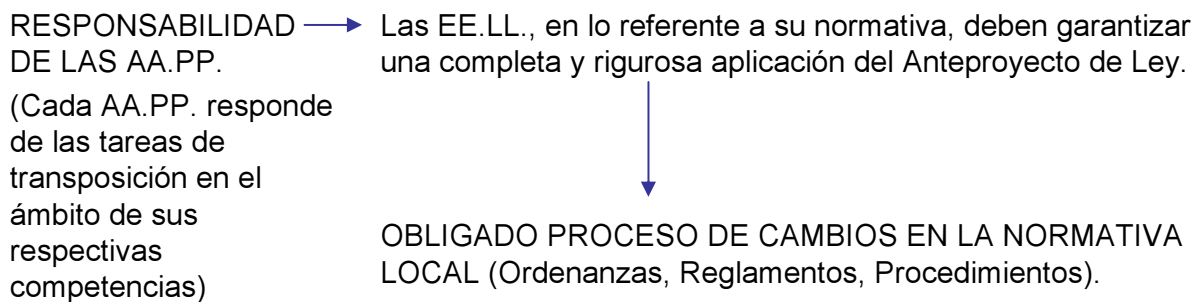 RESPONSABILIDAD
DE LAS AA.PP.
(Cada AA.PP. responde
de las tareas de
transposición en el
ámbito de sus
respectivas
competencias)
Las EE.LL., en lo referente a su normativa, deben garantizar
una completa y rigurosa aplicación del Anteproyecto de Ley.
OBLIGADO PROCESO DE CAMBIOS EN LA NORMATIVA
LOCAL (Ordenanzas, Reglamentos, Procedimientos).